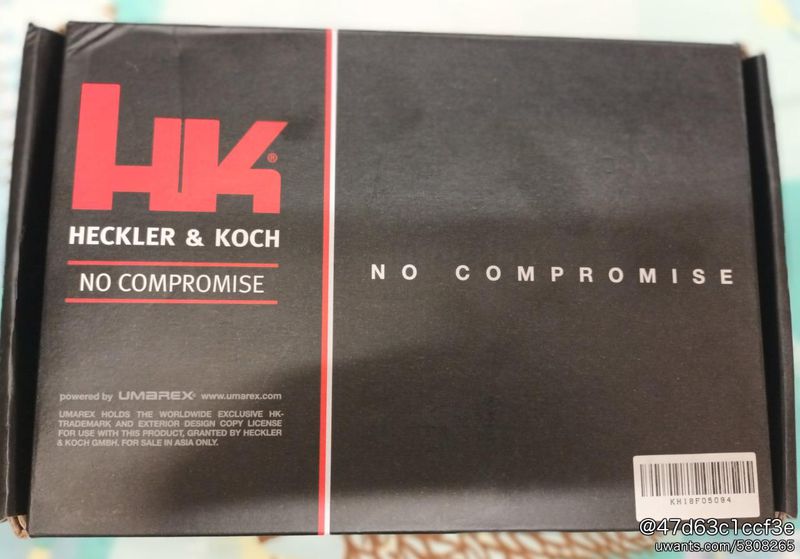 HK®
HECKLER & KOCH
NO COMPROMISE
NO COMPROMISE
powered by UMAREX® www.umarex.com
UMAREX HOLDS THE WORLDWIDE EXCLUSIVE HK-
TRADEMARK AND EXTERIOR DESIGN COPY LICENSE
FOR USE WITH THIS PRODUCT, GRANTED BY HECKLER
& KOCH GMBH. FOR SALE IN ASIA ONLY.
KH18F05094
@47d63c1ccf3e
uwants.com/5808265